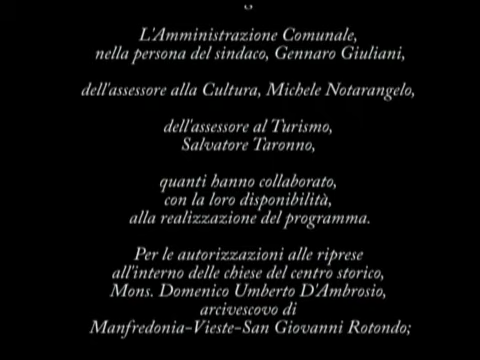 L'Amministrazione Comunale,
nella persona del sindaco, Gennaro Giuliani,
dell'assessore alla Cultura, Michele Notarangelo,
dell'assessore al Turismo,
Salvatore Taronno,
quanti hanno collaborato,
con la loro disponibilità,
alla realizzazione del programma.
Per le autorizzazioni alle riprese
all'interno delle chiese del centro storico,
Mons. Domenico Umberto D'Ambrosio,
arcivescovo di
Manfredonia-Vieste-San Giovanni Rotondo;